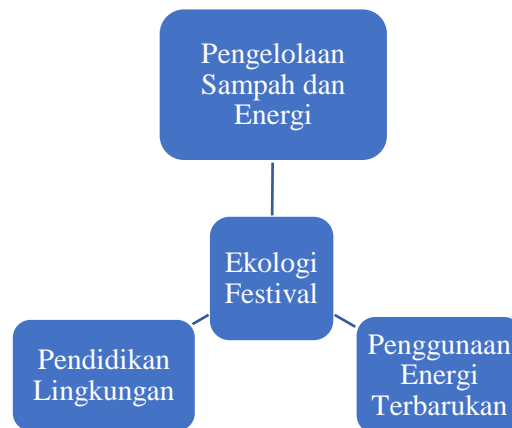 Pengelolaan
Sampah dan
Energi
Ekologi
Festival
Pendidikan
Lingkungan
Penggunaan
Energi
Terbarukan